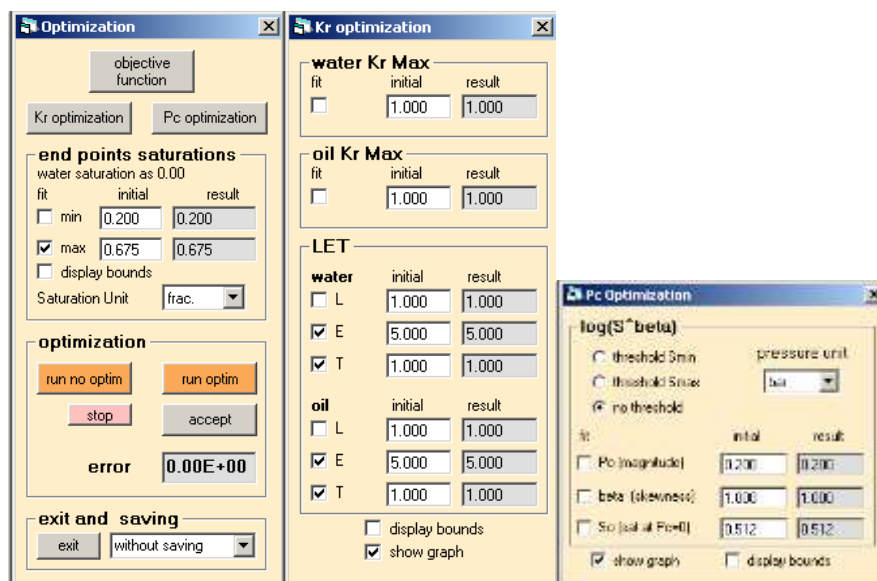 Optimization
objective
function
Kr optimization Pc optimization
end points saturations
water saturation as 0.00
fit initial result
min 0.200 0.200
max 0.675 0.675
display bounds
Saturation Unit frac.
optimization
run no optim run optim
stop accept
error 0.00E+00
exit and saving
exit without saving
Kr optimization
water Kr Max
fit initial result
1.000 1.000
oil Kr Max
fit initial result
1.000 1.000
LET
water initial result
L 1.000 1.000
E 5.000 5.000
T 1.000 1.000
oil initial result
L 1.000 1.000
E 5.000 5.000
T 1.000 1.000
display bounds
show graph
Pc Optimization
log(S^beta)
threshold Smin pressure unit
threshold Smax bar
no threshold
fit initial result
Po (magnitude) 0.200 0.200
beta (skewness) 1.000 1.000
So (sat at Pc=0) 0.512 0.512
show graph display bounds